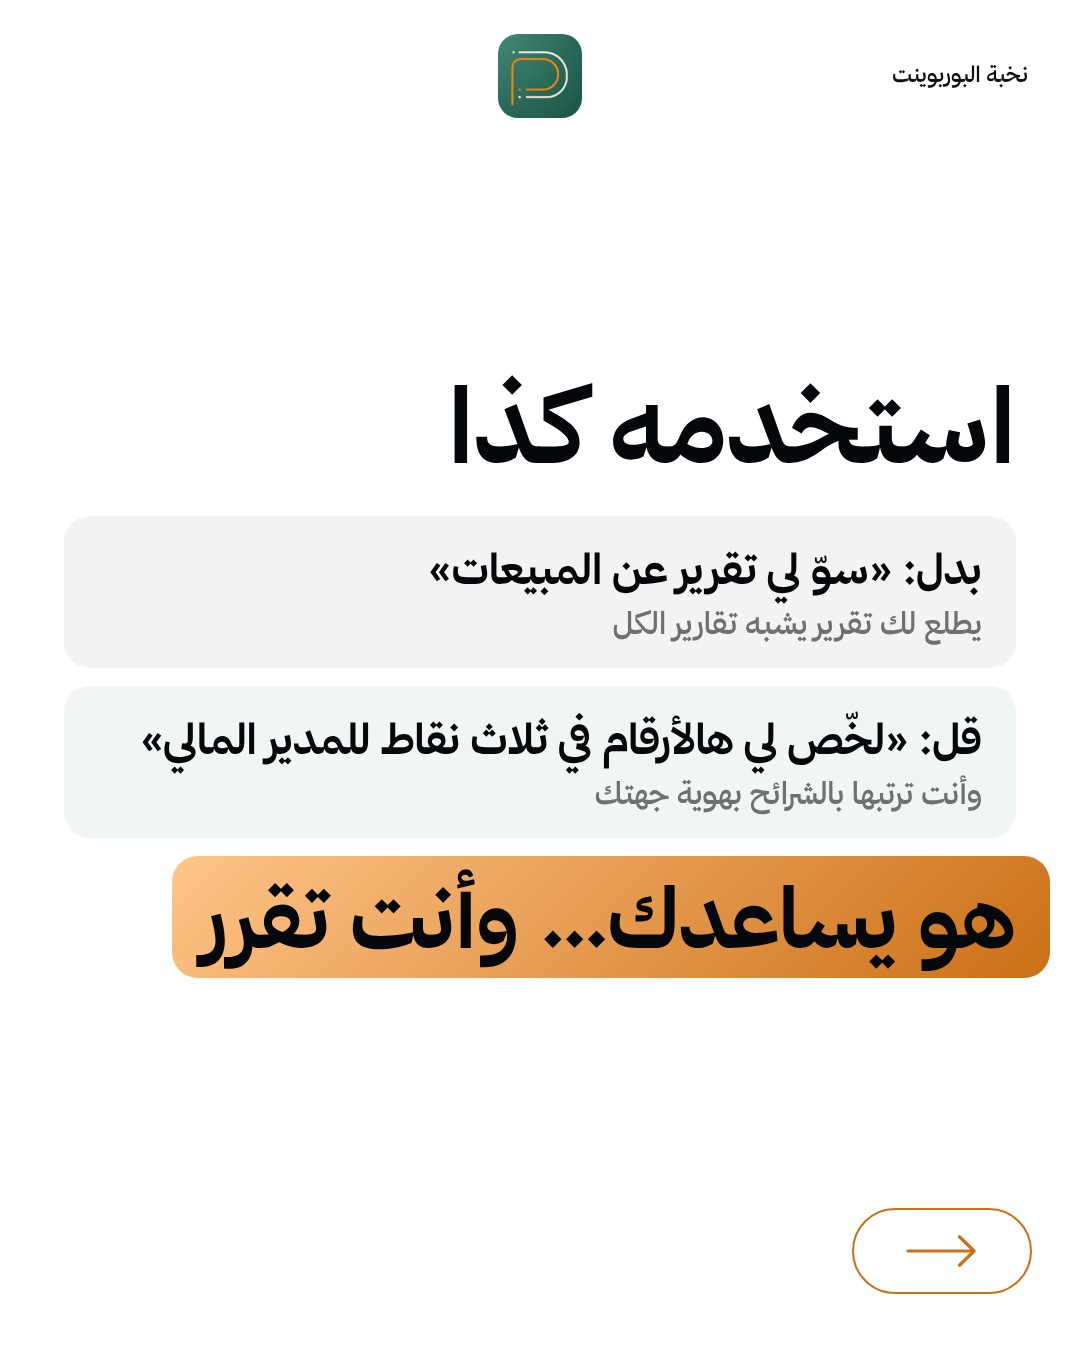 نخبة البوربوينت
استخدمه كذا
بدل: «سوّ لي تقرير عن المبيعات»
يطلع لك تقرير يشبه تقارير الكل
قل: «لخّص لي هالأرقام في ثلاث نقاط للمدير المالي»
وأنت ترتبها بالشرائح بهوية جهتك
هو يساعدك... وأنت تقرر